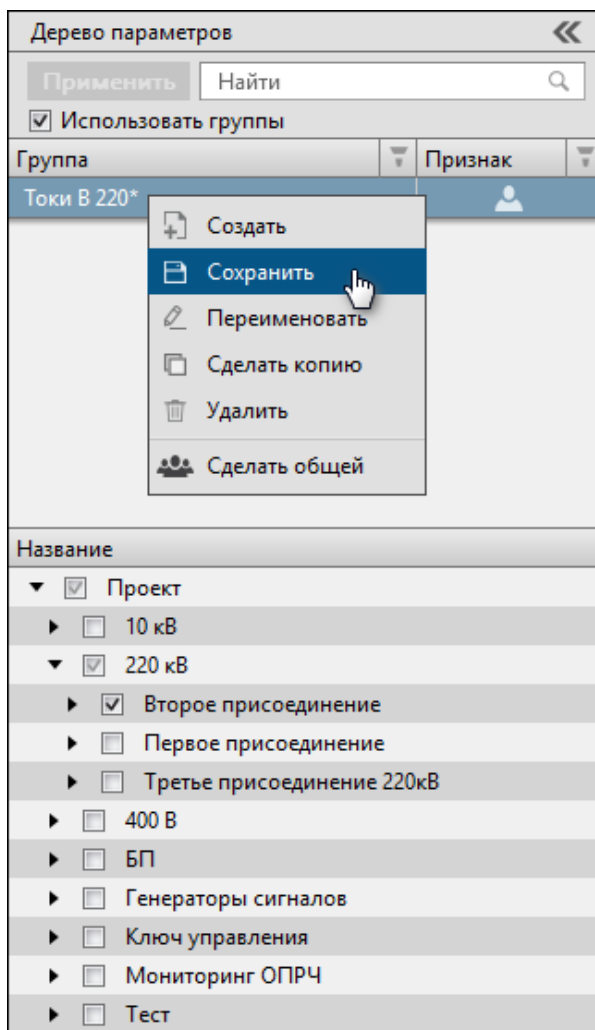 Дерево параметров
Применить Найти
Использовать группы
Группа Признак
Токи В 220*
Создать
Сохранить
Переименовать
Сделать копию
Удалить
Сделать общей
Название
Проект
10 кВ
220 кВ
Второе присоединение
Первое присоединение
Третье присоединение 220кВ
400 В
БП
Генераторы сигналов
Ключ управления
Мониторинг ОПРЧ
Тест